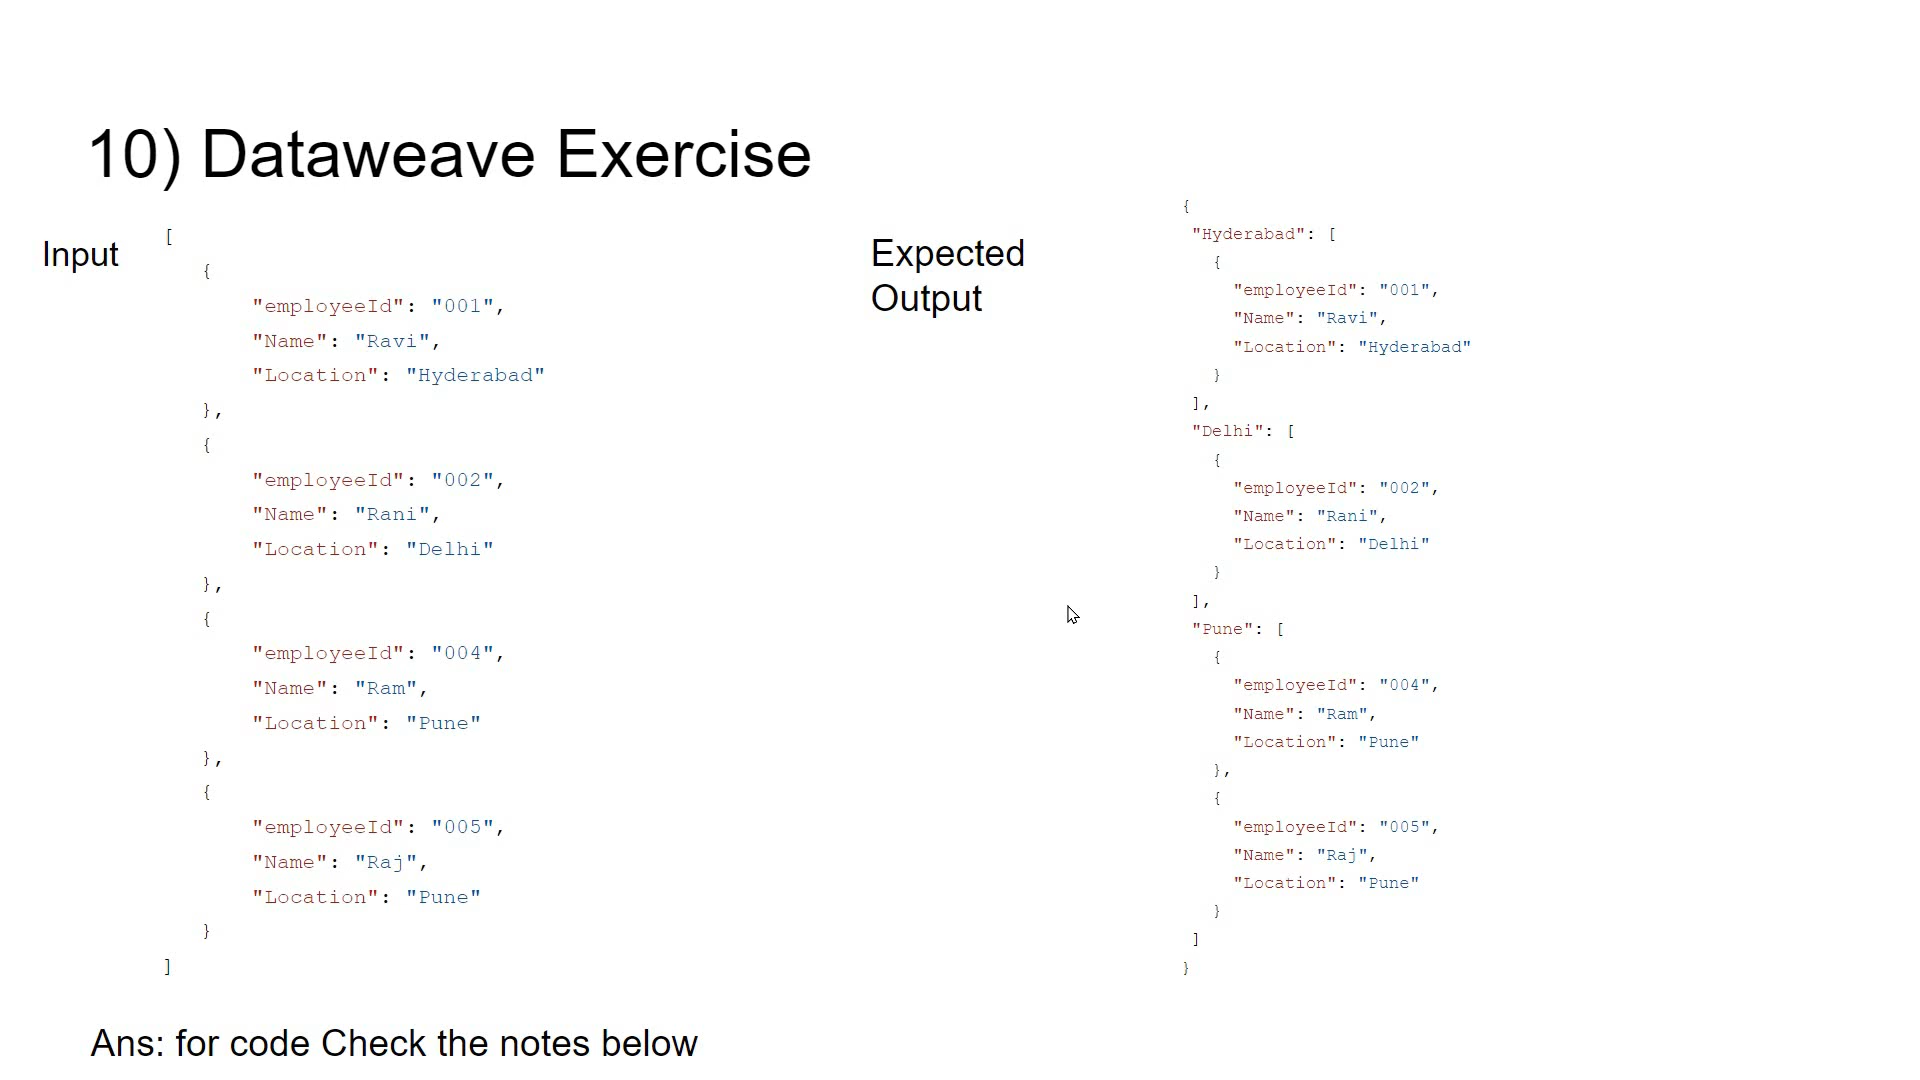 10) Dataweave Exercise
Input
[
{
"employeeId": "001",
"Name": "Ravi",
"Location": "Hyderabad"
},
{
"employeeId": "002",
"Name": "Rani",
"Location": "Delhi"
},
{
"employeeId": "004",
"Name": "Ram",
"Location": "Pune"
},
{
"employeeId": "005",
"Name": "Raj",
"Location": "Pune"
}
]
Expected
Output
{
"Hyderabad": [
{
"employeeId": "001",
"Name": "Ravi",
"Location": "Hyderabad"
}
],
"Delhi": [
{
"employeeId": "002",
"Name": "Rani",
"Location": "Delhi"
}
],
"Pune": [
{
"employeeId": "004",
"Name": "Ram",
"Location": "Pune"
},
{
"employeeId": "005",
"Name": "Raj",
"Location": "Pune"
}
]
}
Ans: for code Check the notes below